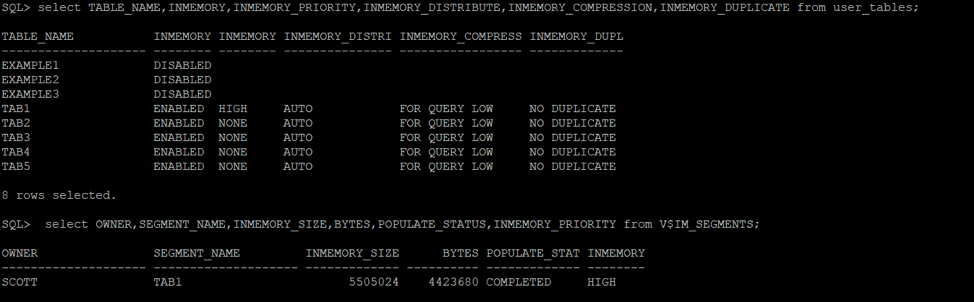 SQL> select TABLE_NAME,INMEMORY,INMEMORY_PRIORITY,INMEMORY_DISTRIBUTE,INMEMORY_COMPRESSION,INMEMORY_DUPLICATE from user_tables;
TABLE_NAME INMEMORY INMEMORY INMEMORY_DISTRI INMEMORY_COMPRESS INMEMORY_DUPL
-------------------- -------- -------- --------------- ----------------- -------------
EXAMPLE1 DISABLED
EXAMPLE2 DISABLED
EXAMPLE3 DISABLED
TAB1 ENABLED HIGH AUTO FOR QUERY LOW NO DUPLICATE
TAB2 ENABLED NONE AUTO FOR QUERY LOW NO DUPLICATE
TAB3 ENABLED NONE AUTO FOR QUERY LOW NO DUPLICATE
TAB4 ENABLED NONE AUTO FOR QUERY LOW NO DUPLICATE
TAB5 ENABLED NONE AUTO FOR QUERY LOW NO DUPLICATE
8 rows selected.
SQL>  select OWNER,SEGMENT_NAME,INMEMORY_SIZE,BYTES,POPULATE_STATUS,INMEMORY_PRIORITY from V$IM_SEGMENTS;
OWNER SEGMENT_NAME INMEMORY_SIZE BYTES POPULATE_STAT INMEMORY
-------------------- -------------------- ------------- ---------- ------------- --------
SCOTT TAB1 5505024 4423680 COMPLETED HIGH